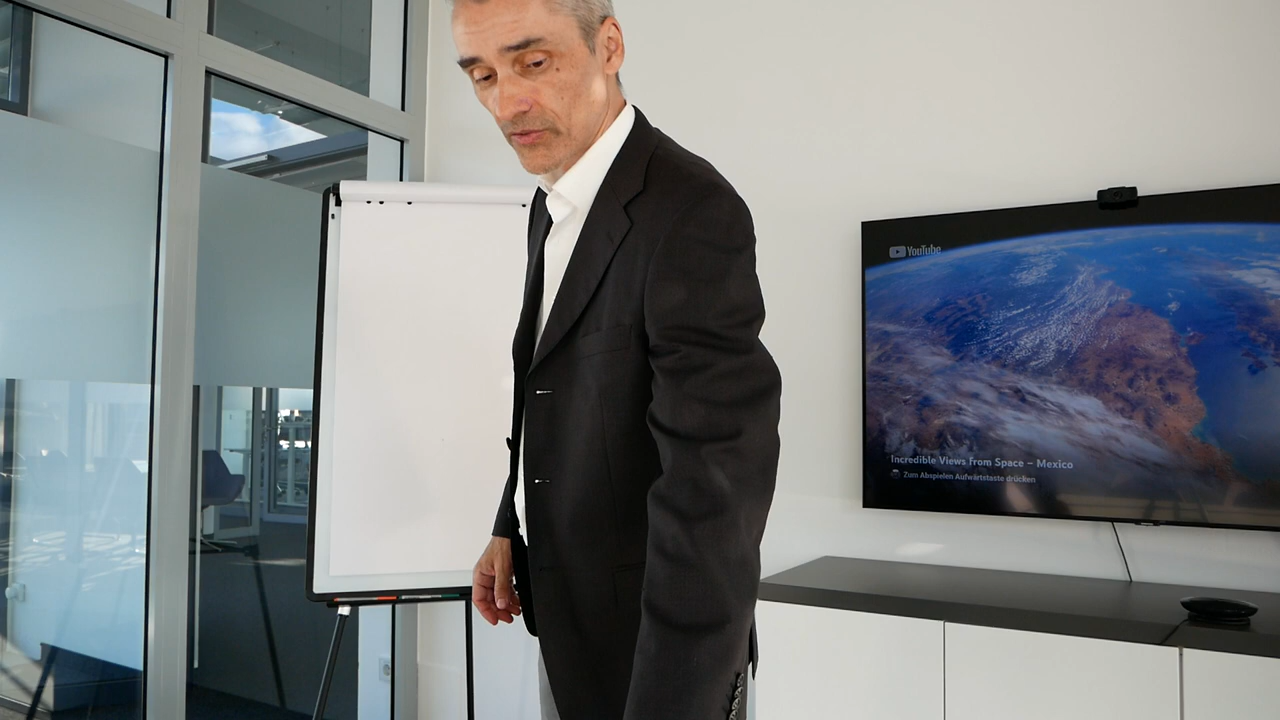 YouTube
Incredible Views from Space – Mexico
Zum Abspielen Aufwärtstaste drücken